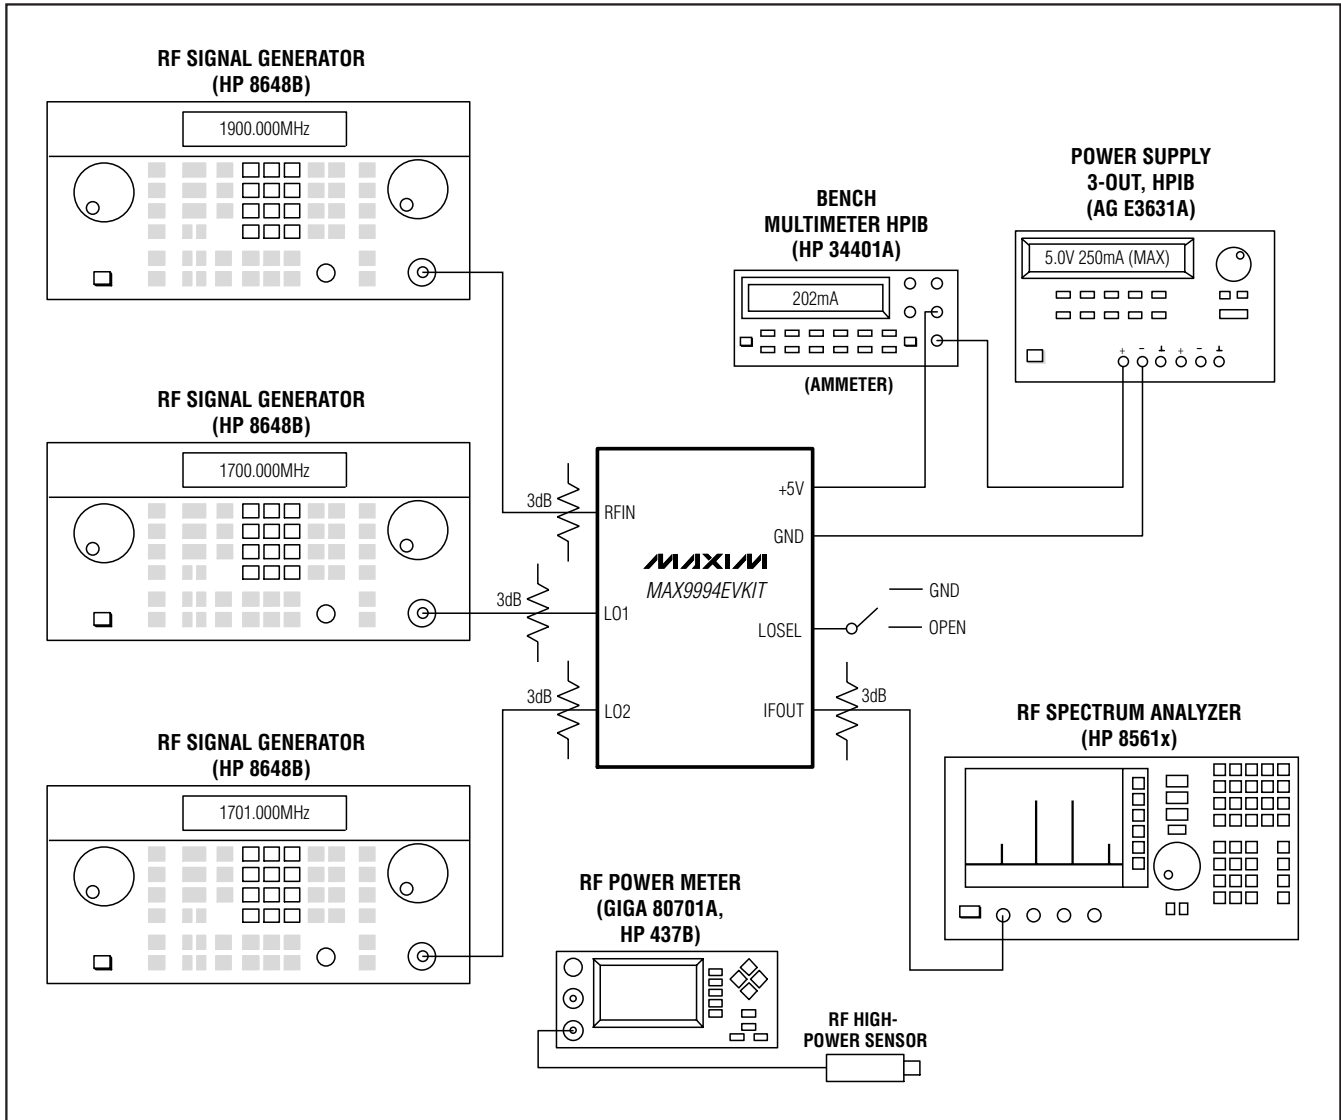 RF SIGNAL GENERATOR
(HP 8648B)
1900.000MHz
POWER SUPPLY
3-OUT, HPIB
(AG E3631A)
5.0V 250mA (MAX)
+ - ⊥ + - ⊥
BENCH
MULTIMETER HPIB
(HP 34401A)
202mA
(AMMETER)
RF SIGNAL GENERATOR
(HP 8648B)
1700.000MHz
3dB
RFIN
+5V
GND
MAXIM
MAX9994EVKIT
3dB
LO1
LOSEL
GND
OPEN
3dB
LO2
IFOUT
3dB
RF SIGNAL GENERATOR
(HP 8648B)
1701.000MHz
RF SPECTRUM ANALYZER
(HP 8561x)
RF POWER METER
(GIGA 80701A,
HP 437B)
RF HIGH-
POWER SENSOR